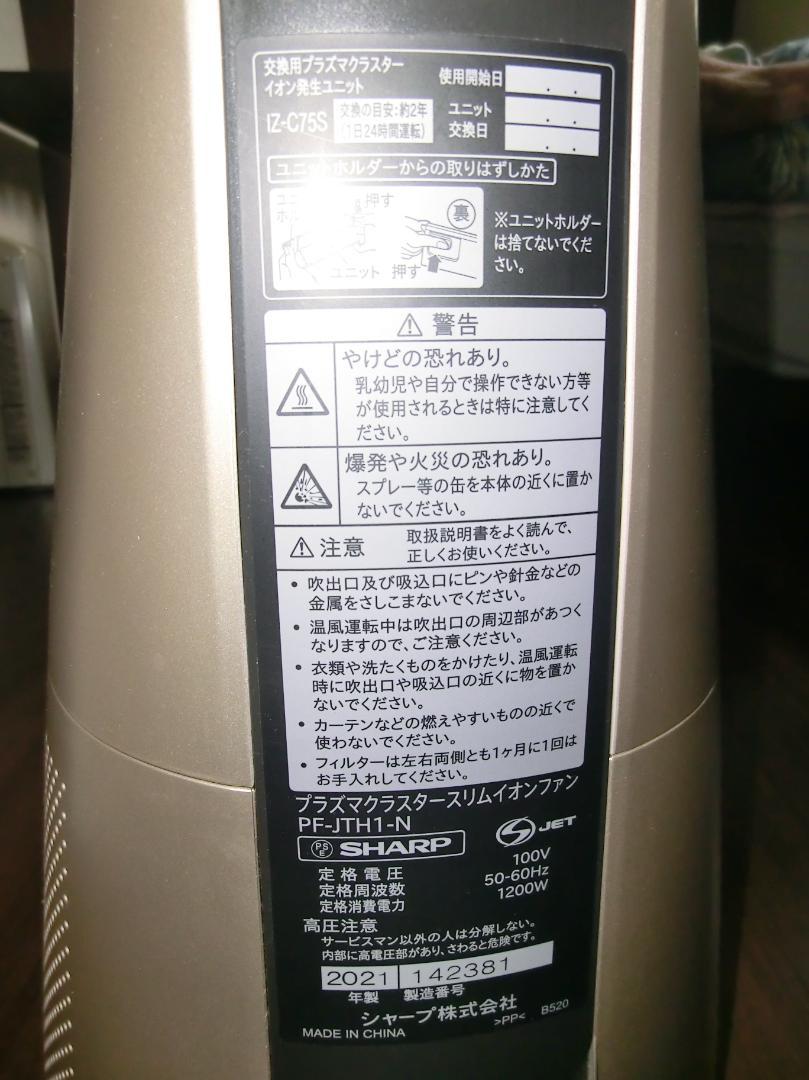 交換用プラズマクラスター
イオン発生ユニット
使用開始日 . .
IZ-C75S
交換の目安:約2年
(1日24時間運転)
ユニット
交換日
. .
. .
ユニットホルダーからの取りはずしかた
押す
裏
ユニット 押す
※ユニットホルダー
は捨てないでくだ
さい。
⚠ 警告
やけどの恐れあり。
乳幼児や自分で操作できない方等
が使用されるときは特に注意してく
ださい。
爆発や火災の恐れあり。
スプレー等の缶を本体の近くに置か
ないでください。
⚠ 注意
取扱説明書をよく読んで、
正しくお使いください。
• 吹出口及び吸込口にピンや針金などの
金属をさしこまないでください。
• 温風運転中は吹出口の周辺部があつく
なりますので、ご注意ください。
• 衣類や洗たくものをかけたり、温風運転
時に吹出口や吸込口の近くに物を置か
ないでください。
• カーテンなどの燃えやすいものの近くで
使わないでください。
• フィルターは左右両側とも1ヶ月に1回は
お手入れしてください。
プラズマクラスタースリムイオンファン
PF-JTH1-N
PSE SHARP
S JET
定格電圧 100V
定格周波数 50-60Hz
定格消費電力 1200W
高圧注意
サービスマン以外の人は分解しない。
内部に高電圧部があり、さわると危険です。
2021 142381
年製 製造番号
シャープ株式会社
MADE IN CHINA >PP< B520